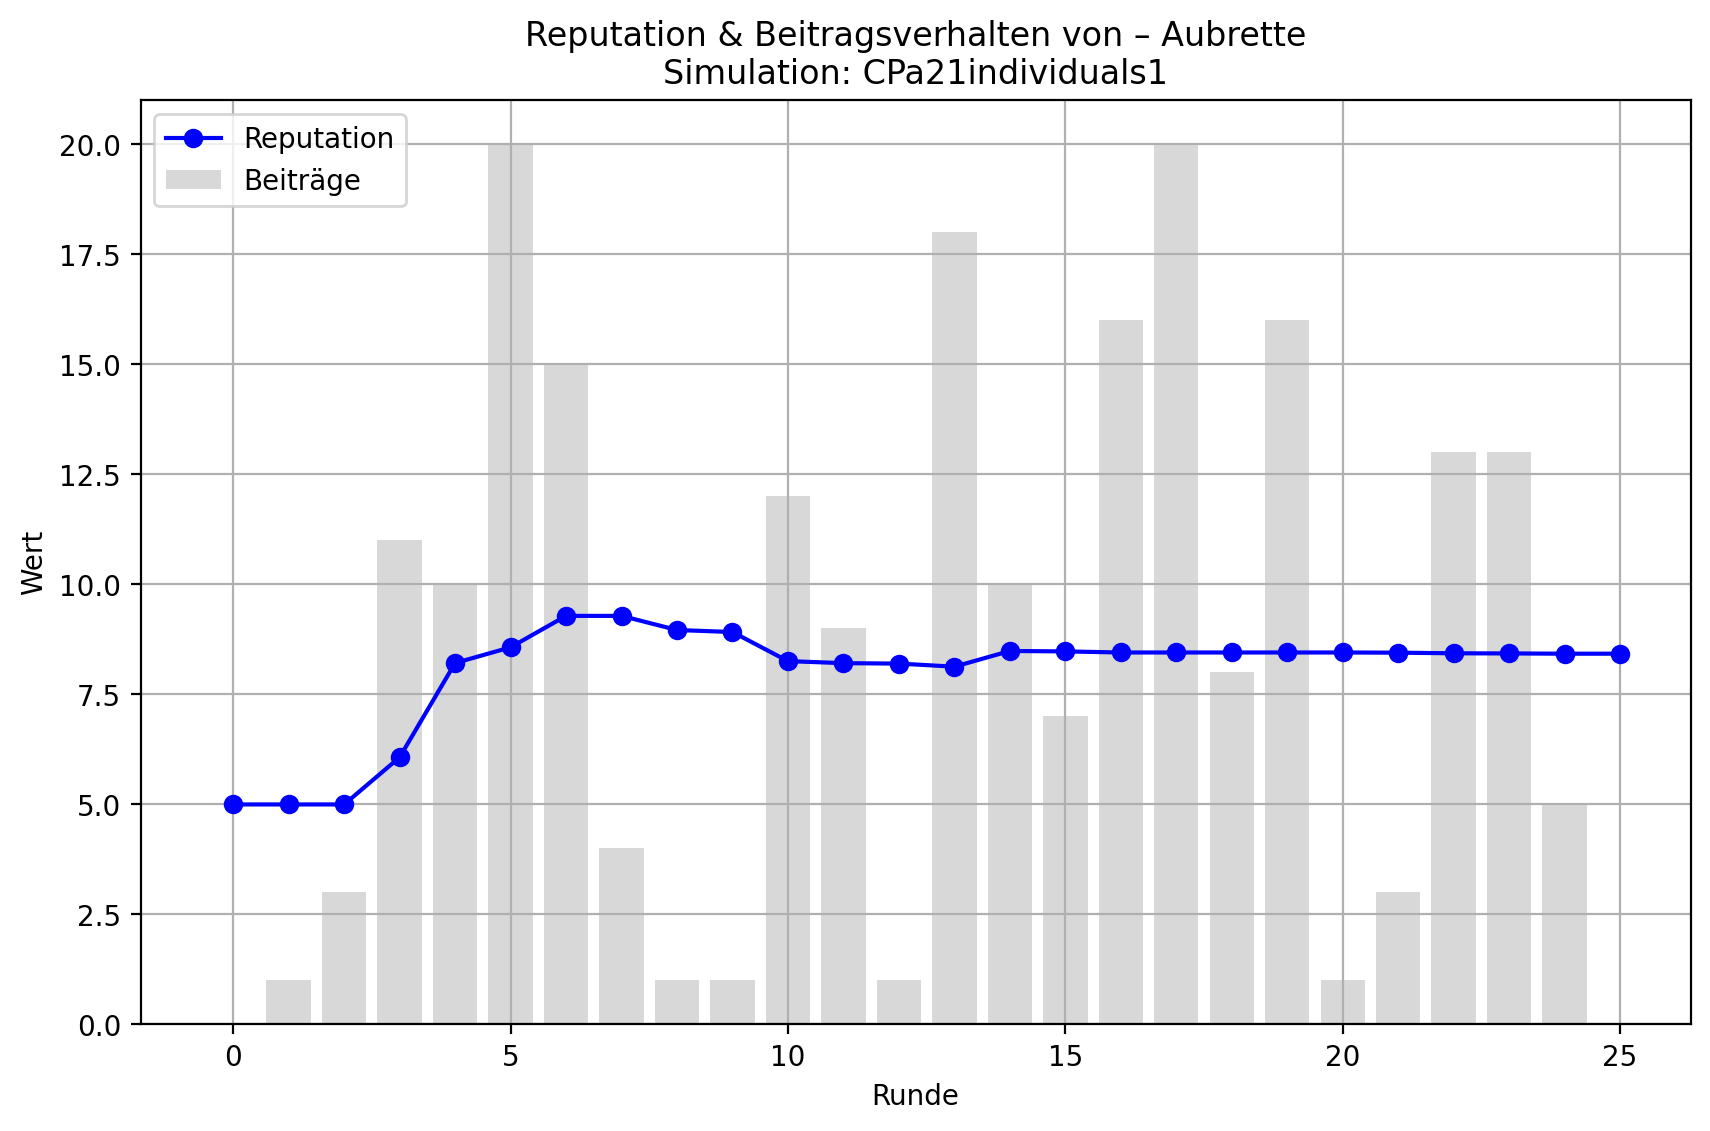 Reputation & Beitragsverhalten von – Aubrette
Simulation: CPa21individuals1
Reputation
Beiträge
Wert
20.0
17.5
15.0
12.5
10.0
7.5
5.0
2.5
0.0
0 5 10 15 20 25
Runde